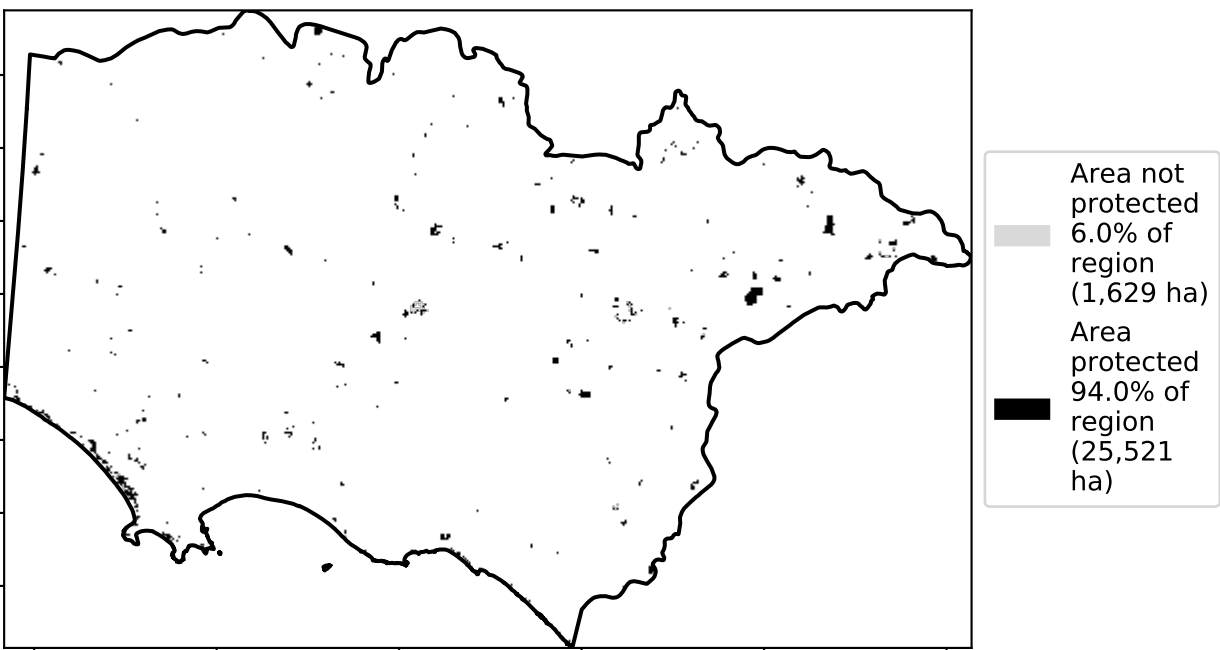 Area not
protected
6.0% of
region
(1,629 ha)
Area
protected
94.0% of
region
(25,521
ha)